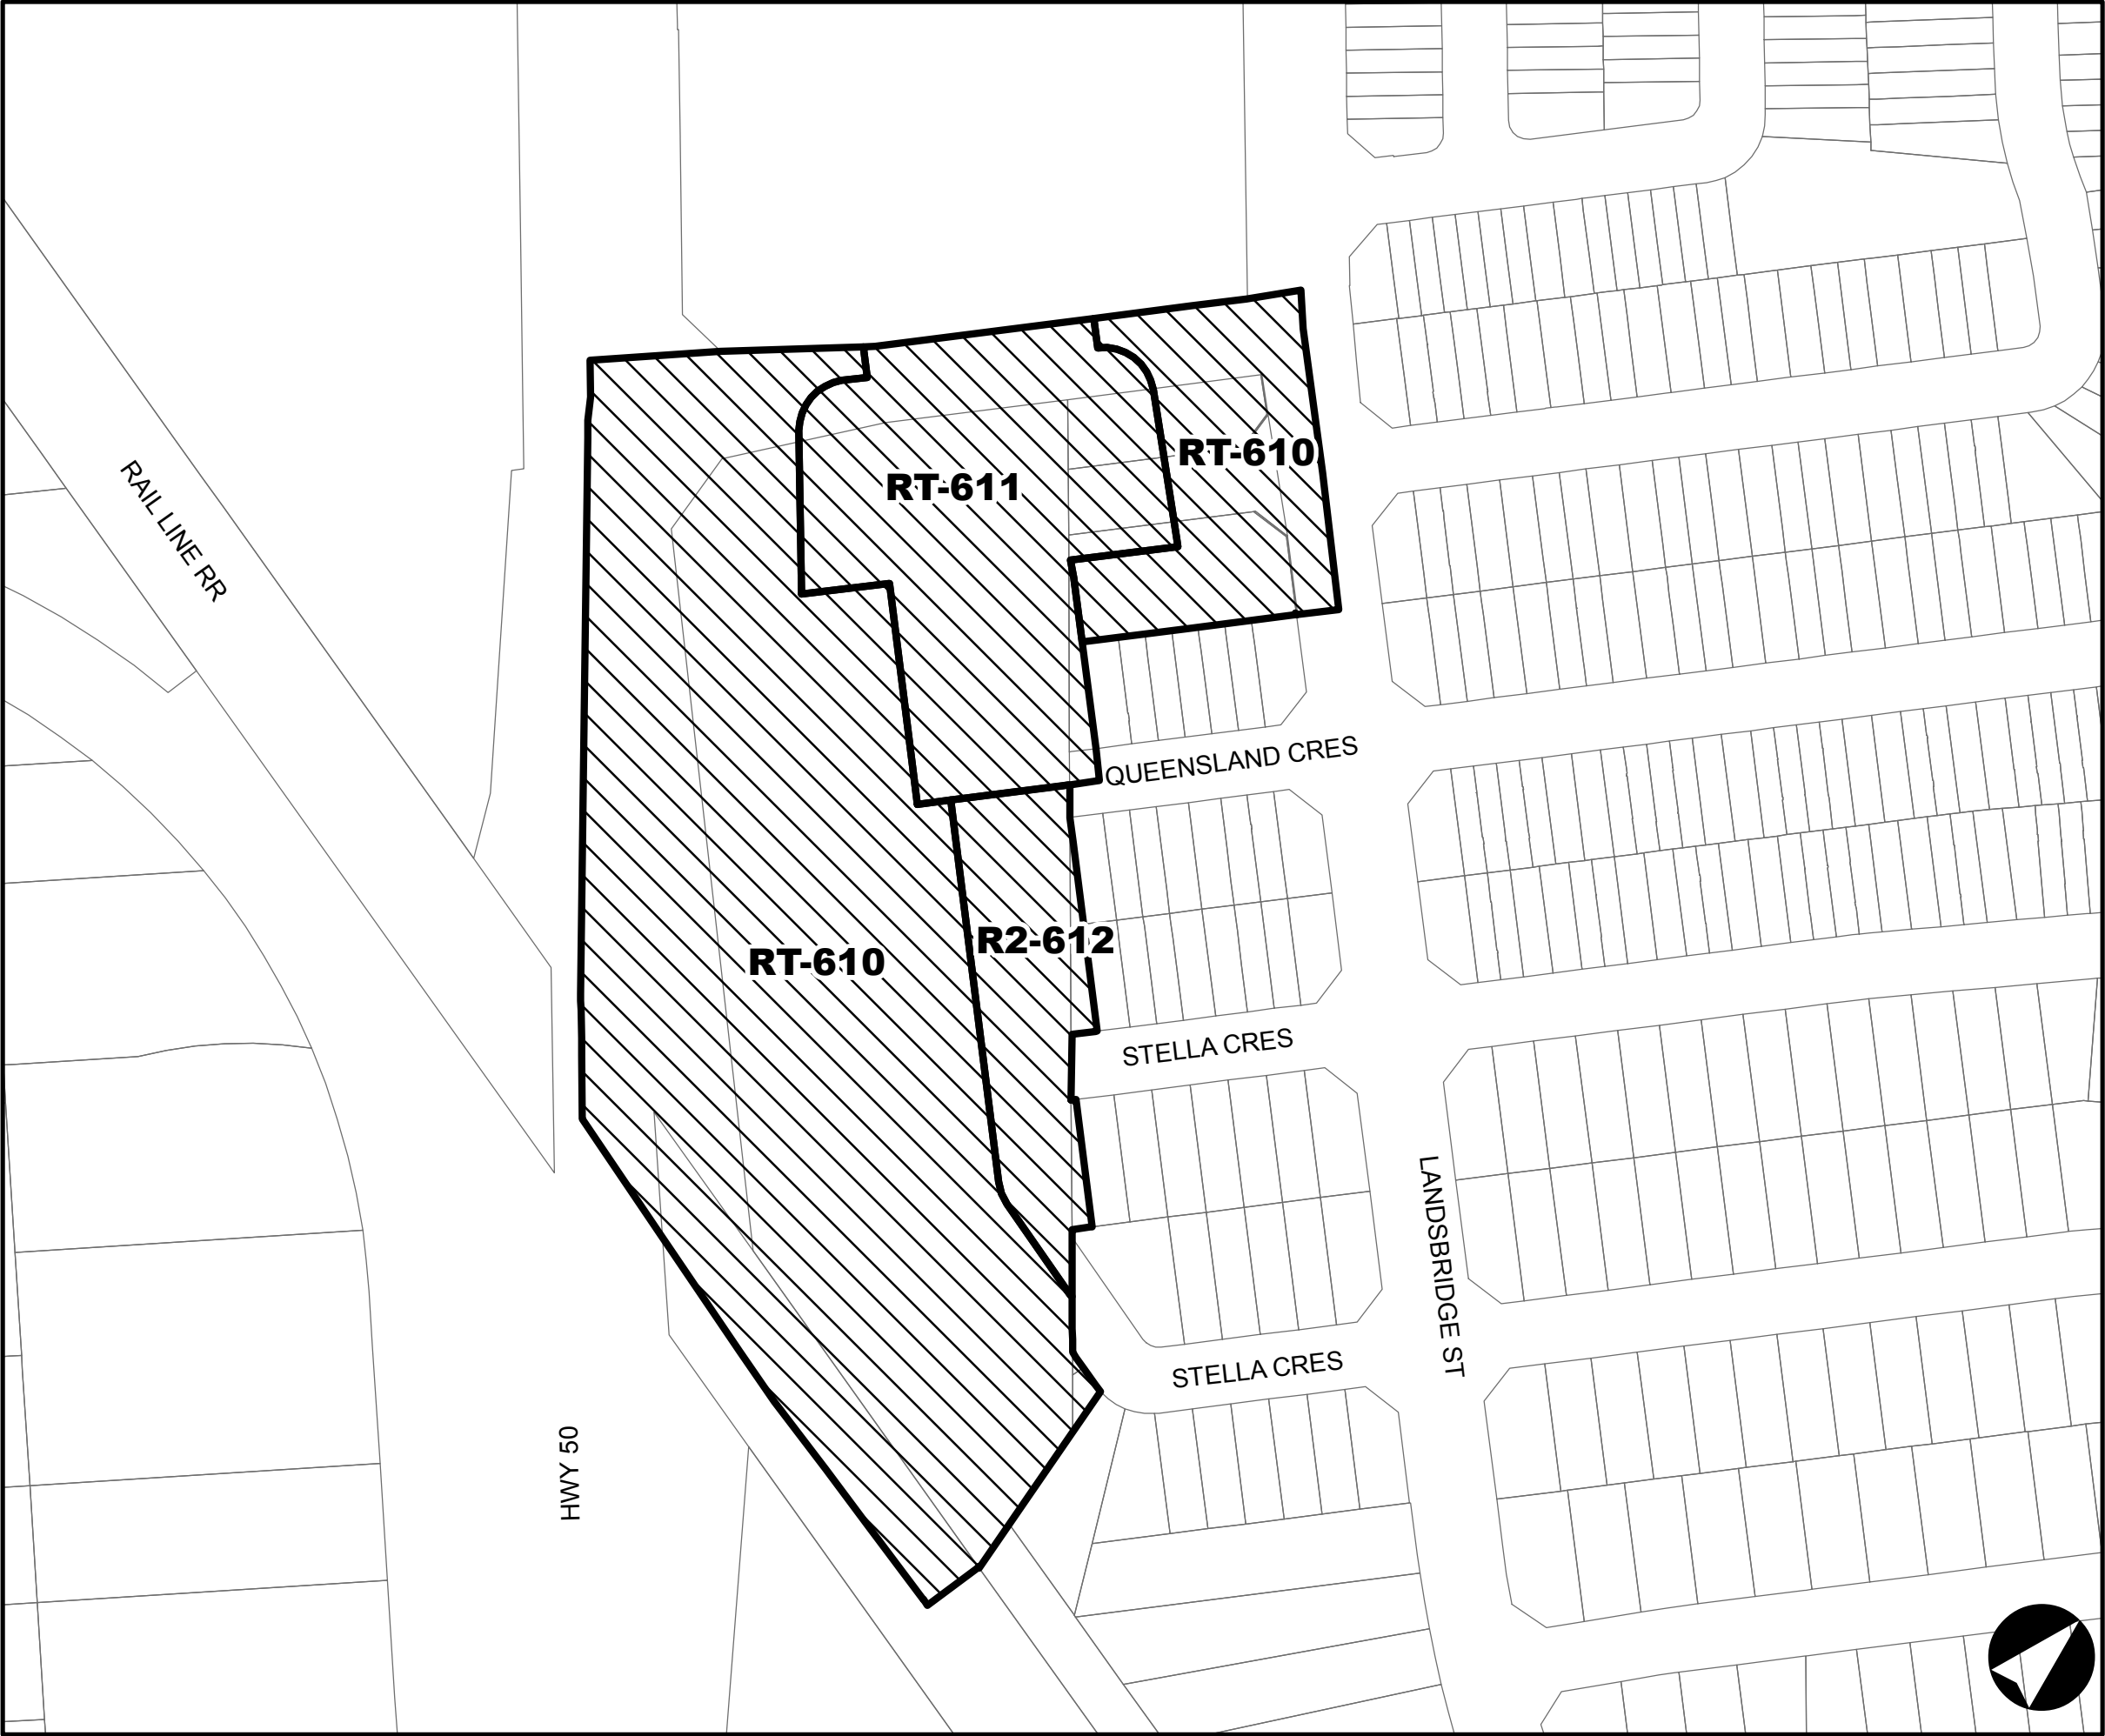 RT-610
RAIL LINE RR
RT-611
QUEENSLAND CRES
R2-612
RT-610
STELLA CRES
LANDSBRIDGE ST
STELLA CRES
HWY 50